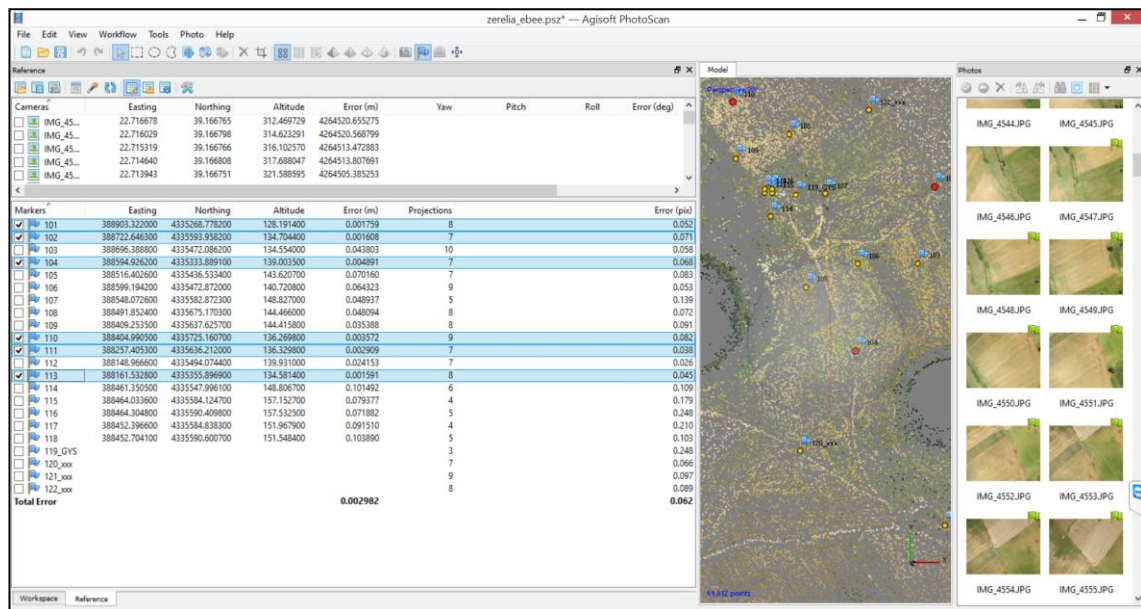 zerelia_ebee.psz* — Agisoft PhotoScan
File Edit View Workflow Tools Photo Help
Reference
Cameras Easting Northing Altitude Error (m) Yaw Pitch Roll Error (deg)
IMG_45... 22.716678 39.166765 312.469729 4264520.655275
IMG_45... 22.716029 39.166798 314.623291 4264520.568799
IMG_45... 22.715319 39.166766 316.102570 4264513.472883
IMG_45... 22.714640 39.166808 317.688047 4264513.807691
IMG_45... 22.713943 39.166751 321.588595 4264505.385253
Markers Easting Northing Altitude Error (m) Projections Error (pix)
101 388903.322000 4335268.778200 128.191400 0.001759 8 0.052
102 388722.646300 4335593.958200 134.704400 0.001608 7 0.071
103 388696.388800 4335472.086200 134.554000 0.043803 10 0.058
104 388594.926200 4335333.889100 139.003500 0.004891 7 0.068
105 388516.402600 4335436.533400 143.620700 0.070160 7 0.083
106 388599.194200 4335472.872000 140.720800 0.064323 9 0.053
107 388548.072600 4335582.872300 148.827000 0.048937 5 0.139
108 388491.852400 4335675.170300 144.466000 0.048094 8 0.072
109 388409.253500 4335637.625700 144.415800 0.035388 8 0.091
110 388404.990500 4335725.160700 136.269800 0.003572 9 0.082
111 388257.405300 4335636.212000 136.329800 0.002909 7 0.038
112 388148.966600 4335494.074400 139.931000 0.024153 7 0.026
113 388161.532800 4335355.896900 134.581400 0.001591 8 0.045
114 388461.350500 4335547.996100 148.806700 0.101492 6 0.109
115 388464.033600 4335584.124700 157.152700 0.079377 4 0.179
116 388464.304800 4335590.409800 157.532500 0.071882 5 0.248
117 388452.396600 4335584.838300 151.967900 0.091510 4 0.210
118 388452.704100 4335590.600700 151.548400 0.103890 5 0.103
119_GYS 3 0.248
120_xxx 7 0.066
121_xxx 9 0.097
122_xxx 8 0.089
Total Error 0.002982 0.062
Workspace Reference
Model
Perspective
110
122_xxx
109
119_GYS
107
114
106
103
105
104
120_xxx
Y
X
points
Photos
IMG_4544.JPG IMG_4545.JPG
IMG_4546.JPG IMG_4547.JPG
IMG_4548.JPG IMG_4549.JPG
IMG_4550.JPG IMG_4551.JPG
IMG_4552.JPG IMG_4553.JPG
IMG_4554.JPG IMG_4555.JPG